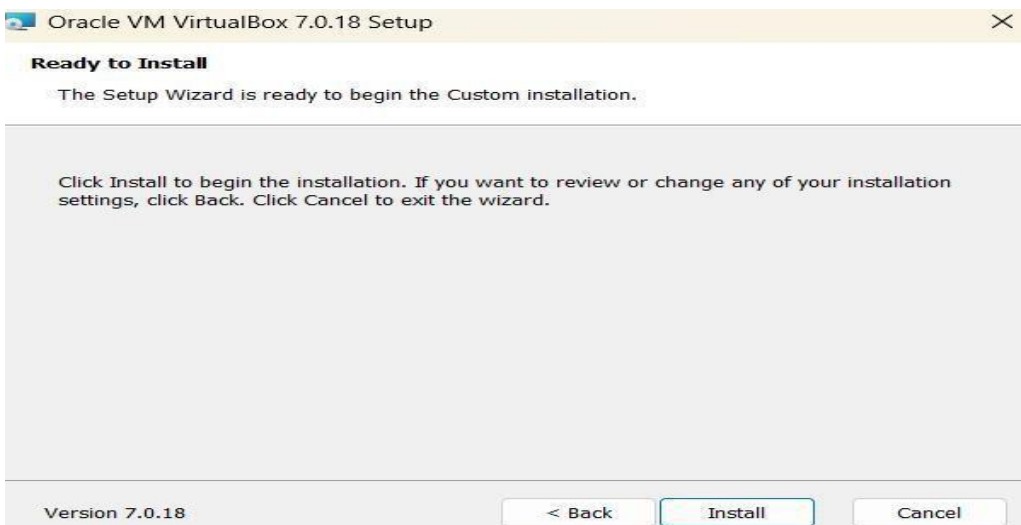 Oracle VM VirtualBox 7.0.18 Setup
Ready to Install
The Setup Wizard is ready to begin the Custom installation.
Click Install to begin the installation. If you want to review or change any of your installation
settings, click Back. Click Cancel to exit the wizard.
Version 7.0.18
< Back
Install
Cancel